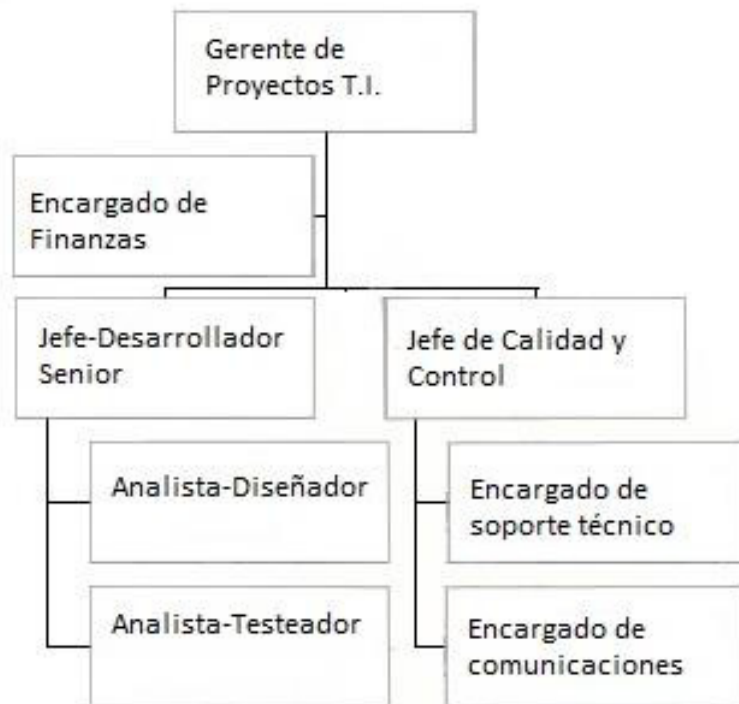 Gerente de
Proyectos T.I.
Encargado de
Finanzas
Jefe-Desarrollador
Senior
Jefe de Calidad y
Control
Analista-Diseñador
Analista-Testeador
Encargado de
soporte técnico
Encargado de
comunicaciones